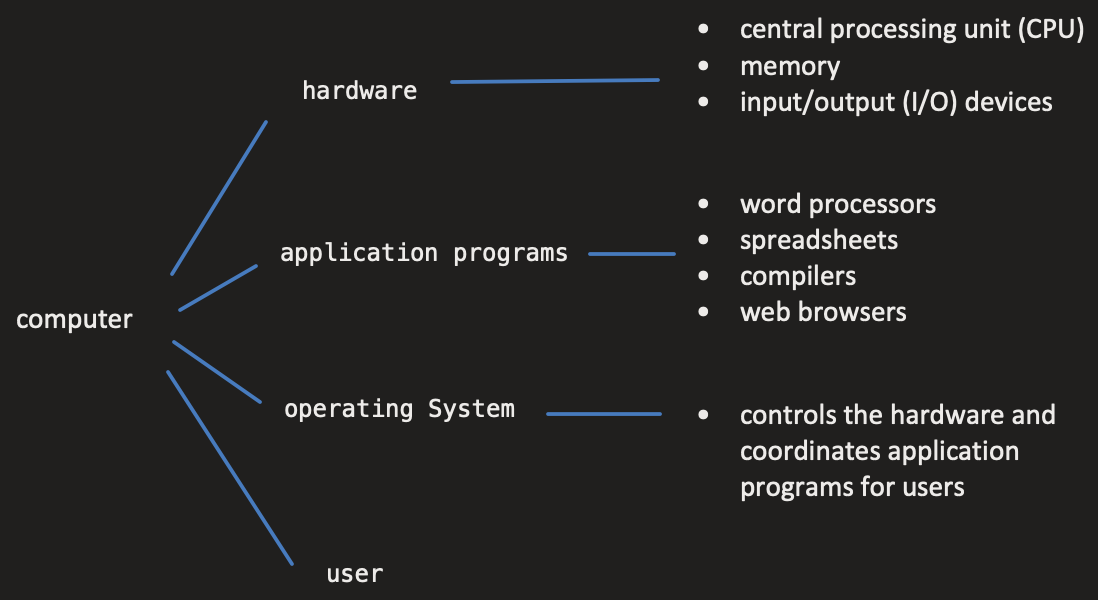 computer
hardware
• central processing unit (CPU)
• memory
• input/output (I/O) devices
application programs
• word processors
• spreadsheets
• compilers
• web browsers
operating System
• controls the hardware and
coordinates application
programs for users
user